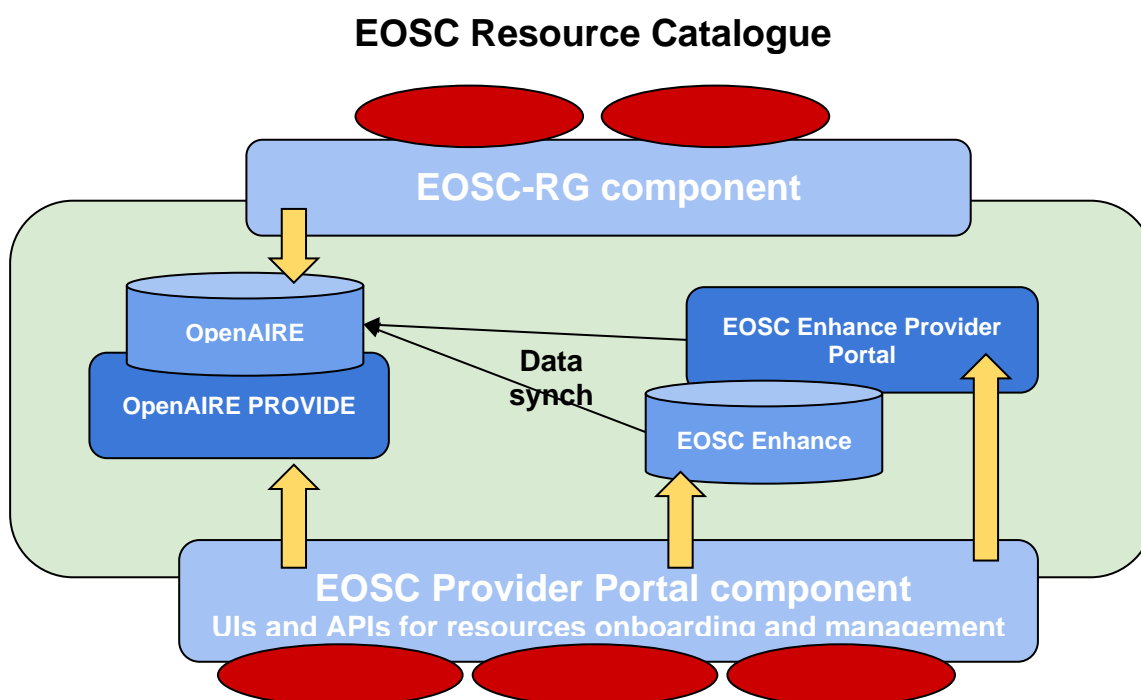 EOSC Resource Catalogue
EOSC-RG component
OpenAIRE
EOSC Enhance Provider
Portal
Data
synch
OpenAIRE PROVIDE
EOSC Enhance
EOSC Provider Portal component
UIs and APIs for resources onboarding and management